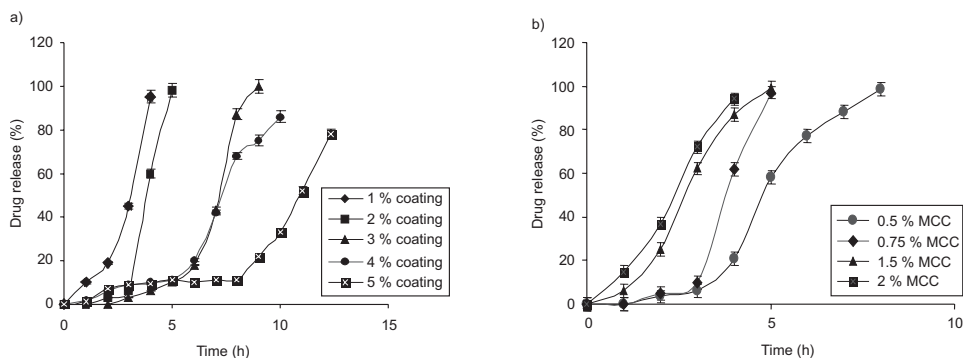 a)
Drug release (%)
120
100
80
60
40
20
0
0 5 10 15
Time (h)
1 % coating
2 % coating
3 % coating
4 % coating
5 % coating
b)
Drug release (%)
120
100
80
60
40
20
0
0 5 10
Time (h)
0.5 % MCC
0.75 % MCC
1.5 % MCC
2 % MCC